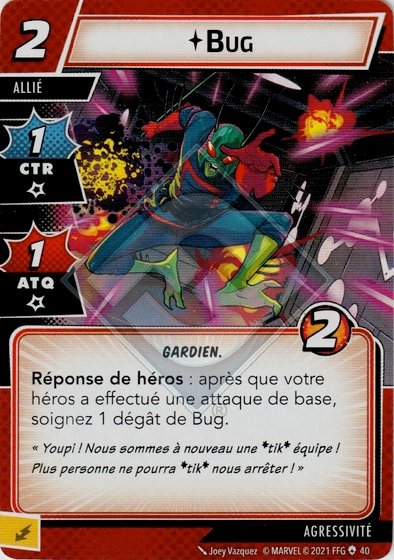 2
Bug
ALLIÉ
1
CTR
1
ATQ
2
GARDIEN.
Réponse de héros : après que votre
héros a effectué une attaque de base,
soignez 1 dégât de Bug.
« Youpi ! Nous sommes à nouveau une *tik* équipe !
Plus personne ne pourra *tik* nous arrêter ! »
AGRESSIVITÉ
Joey Vazquez © MARVEL © 2021 FFG 40